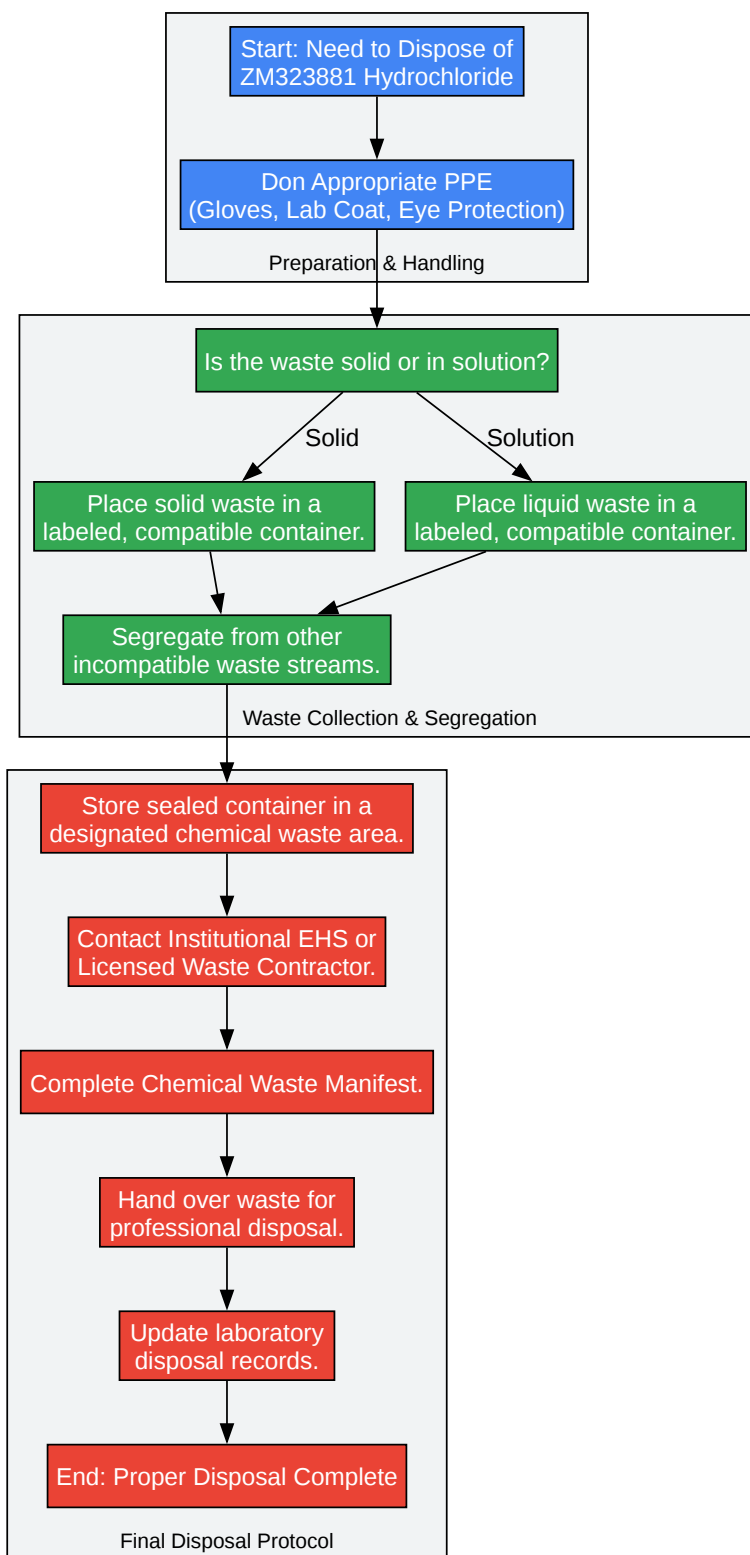 Start: Need to Dispose of
ZM323881 Hydrochloride
Don Appropriate PPE
(Gloves, Lab Coat, Eye Protection)
Preparation & Handling
Is the waste solid or in solution?
Solid
Solution
Place solid waste in a
labeled, compatible container.
Place liquid waste in a
labeled, compatible container.
Segregate from other
incompatible waste streams.
Waste Collection & Segregation
Store sealed container in a
designated chemical waste area.
Contact Institutional EHS or
Licensed Waste Contractor.
Complete Chemical Waste Manifest.
Hand over waste for
professional disposal.
Update laboratory
disposal records.
End: Proper Disposal Complete
Final Disposal Protocol